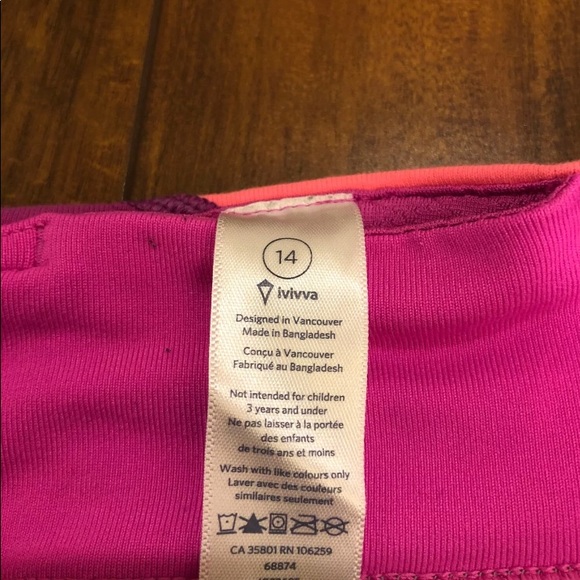 14
ivivva
Designed in Vancouver
Made in Bangladesh
Conçu à Vancouver
Fabriqué au Bangladesh
Not intended for children
3 years and under
Ne pas laisser à la portée
des enfants
de trois ans et moins
Wash with like colours only
Laver avec des couleurs
similaires seulement
CA 35801 RN 106259
68874